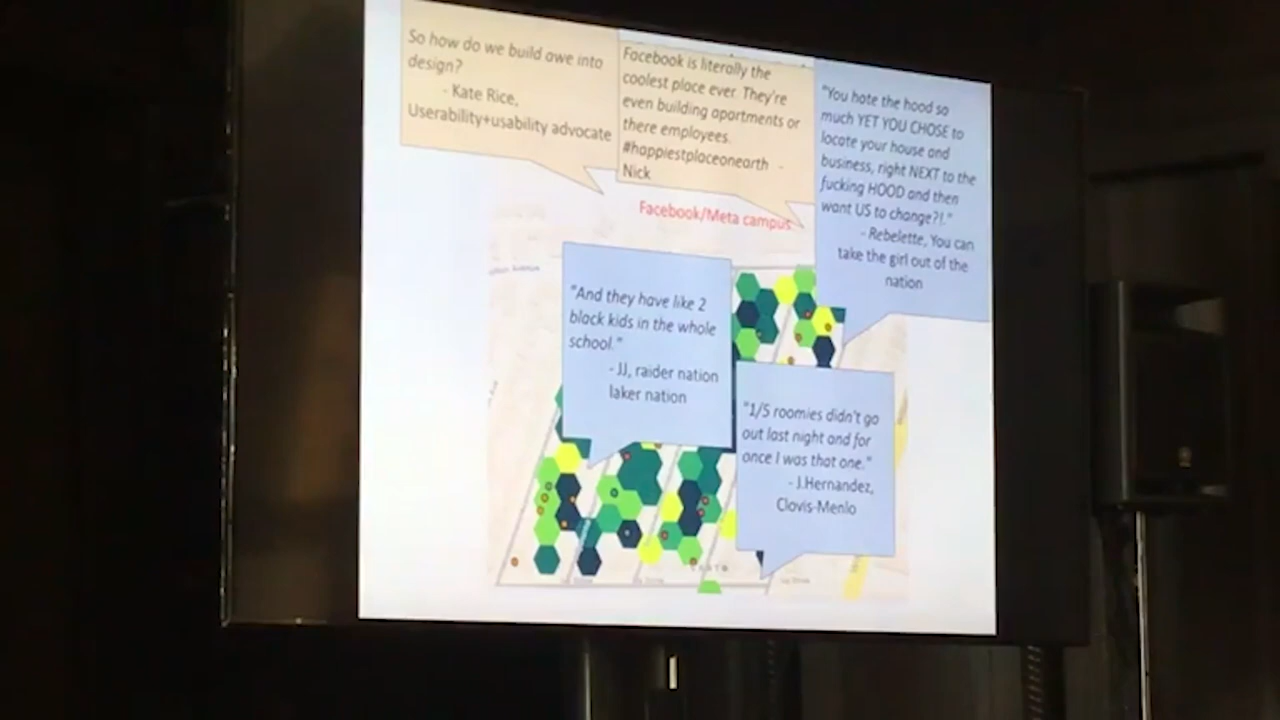 So how do we build awe into
design?
- Kate Rice,
Userability+usability advocate
Facebook is literally the
coolest place ever. They're
even building apartments or
there employees.
#happiestplaceonearth -
Nick
"You hate the hood so
much YET YOU CHOSE to
locate your house and
business, right NEXT to the
fucking HOOD and then
want US to change?!."
- Rebelette, You can
take the girl out of the
nation
Facebook/Meta campus
"And they have like 2
black kids in the whole
school."
- JJ, raider nation
laker nation
"1/5 roomies didn't go
out last night and for
once I was that one."
- J.Hernandez,
Clovis-Menlo